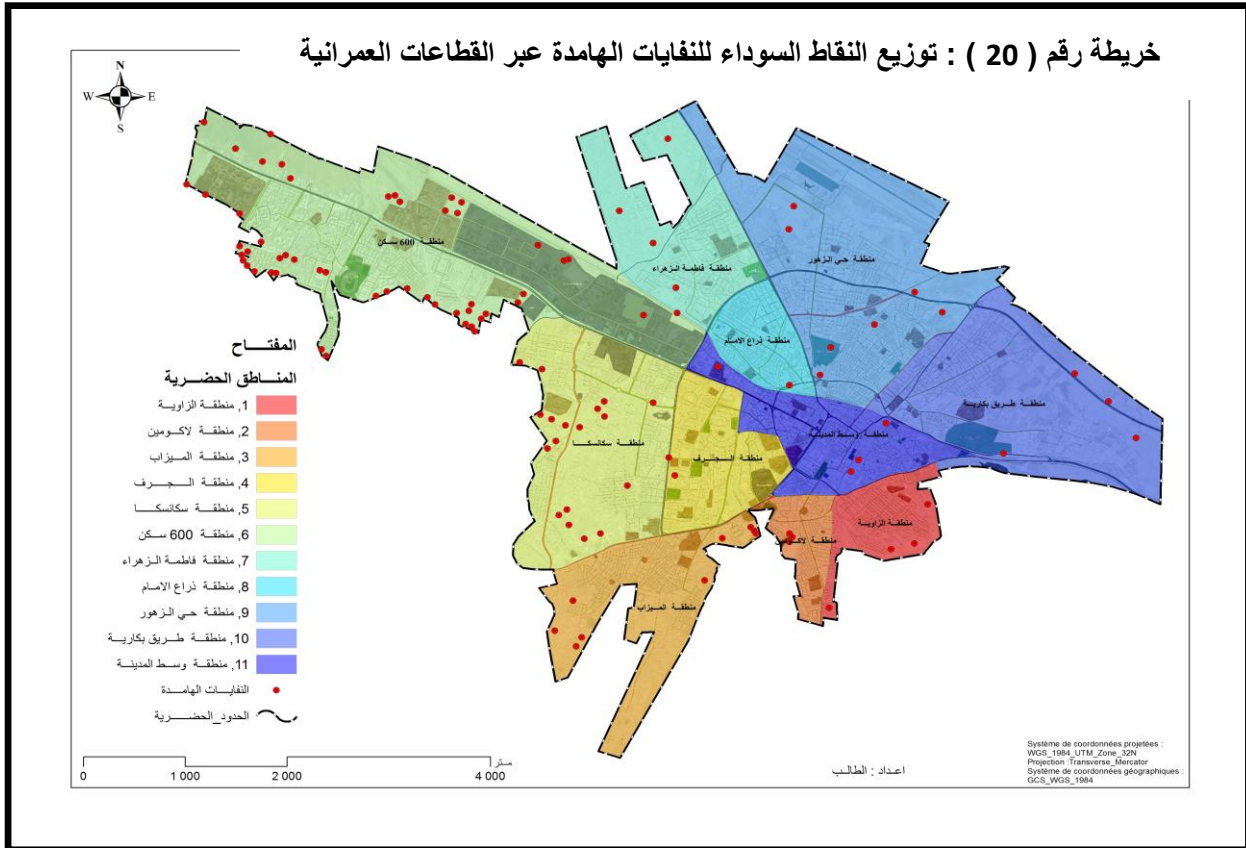 خريطة رقم ( 20 ) : توزيع النقاط السوداء للنفايات الهامدة عبر القطاعات العمرانية
N
W E
S
منطقة 600 سكن
منطقة فاطمة الزهراء
منطقة حي الزهور
منطقة ذراع الامام
منطقة طريق بكارية
منطقة وسط المدينة
منطقة سكانسكا
منطقة الجرف
منطقة الزاوية
منطقة لاكومين
منطقة الميزاب
المفتاح
المناطق الحضرية
1, منطقة الزاوية
2, منطقة لاكومين
3, منطقة الميزاب
4, منطقة الجرف
5, منطقة سكانسكا
6, منطقة 600 سكن
7, منطقة فاطمة الزهراء
8, منطقة ذراع الامام
9, منطقة حي الزهور
10, منطقة طريق بكارية
11, منطقة وسط المدينة
النفايات الهامدة
الحدود_الحضرية
متر
0 1 000 2 000 4 000
اعداد : الطالب
Système de coordonnées projetées :
WGS_1984_UTM_Zone_32N
Projection :Transverse_Mercator
Système de coordonnées géographiques :
GCS_WGS_1984